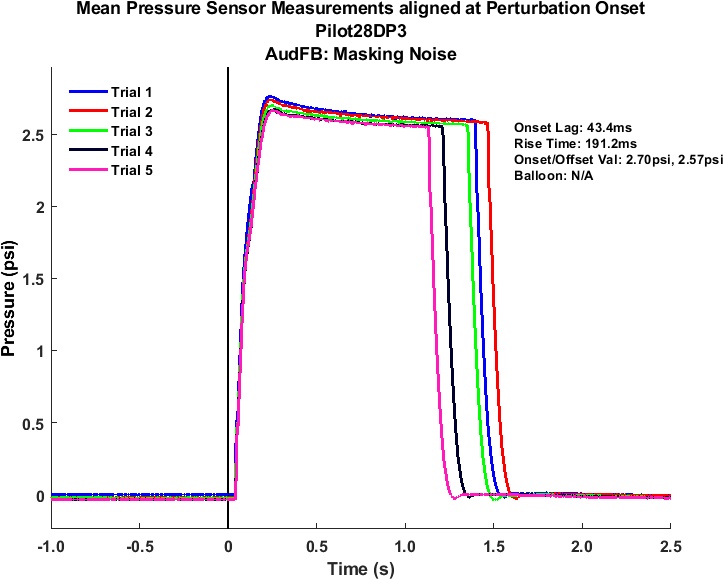 Mean Pressure Sensor Measurements aligned at Perturbation Onset
Pilot28DP3
AudFB: Masking Noise
Trial 1
Trial 2
Trial 3
Trial 4
Trial 5
Onset Lag: 43.4ms
Rise Time: 191.2ms
Onset/Offset Val: 2.70psi, 2.57psi
Balloon: N/A
Pressure (psi)
2.5
2
1.5
1
0.5
0
-1.0 -0.5 0 0.5 1.0 1.5 2.0 2.5
Time (s)